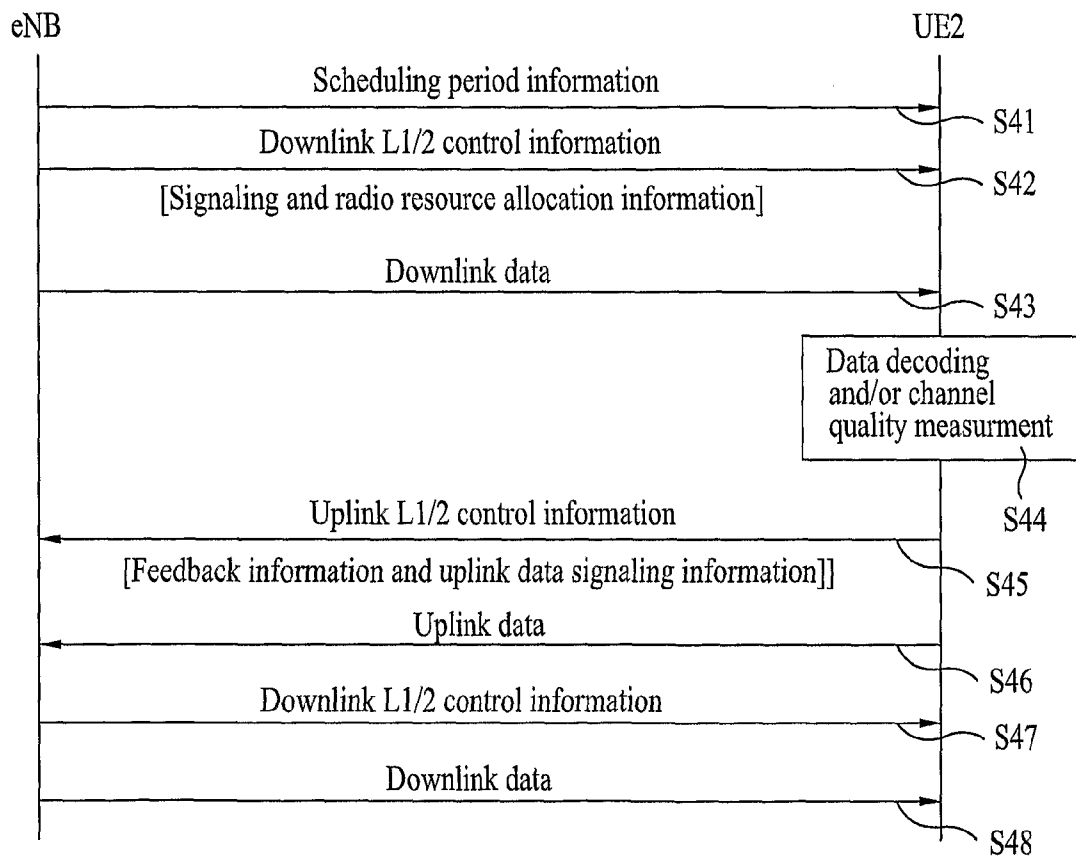 eNB
UE2
Scheduling period information
S41
Downlink L1/2 control information
S42
[Signaling and radio resource allocation information]
Downlink data
S43
Data decoding
and/or channel
quality measurment
S44
Uplink L1/2 control information
[Feedback information and uplink data signaling information]]
S45
Uplink data
S46
Downlink L1/2 control information
S47
Downlink data
S48